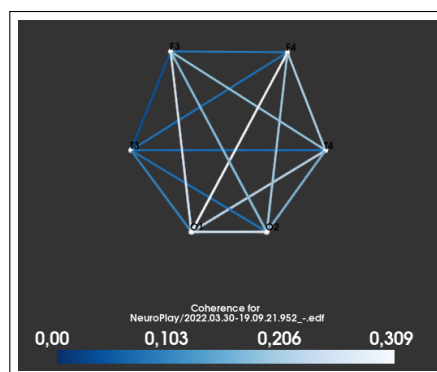 F3 F4
T3 T4
O1 O2
Coherence for
NeuroPlay/2022.03.30-19.09.21.952_-.edf
0,00 0,103 0,206 0,309